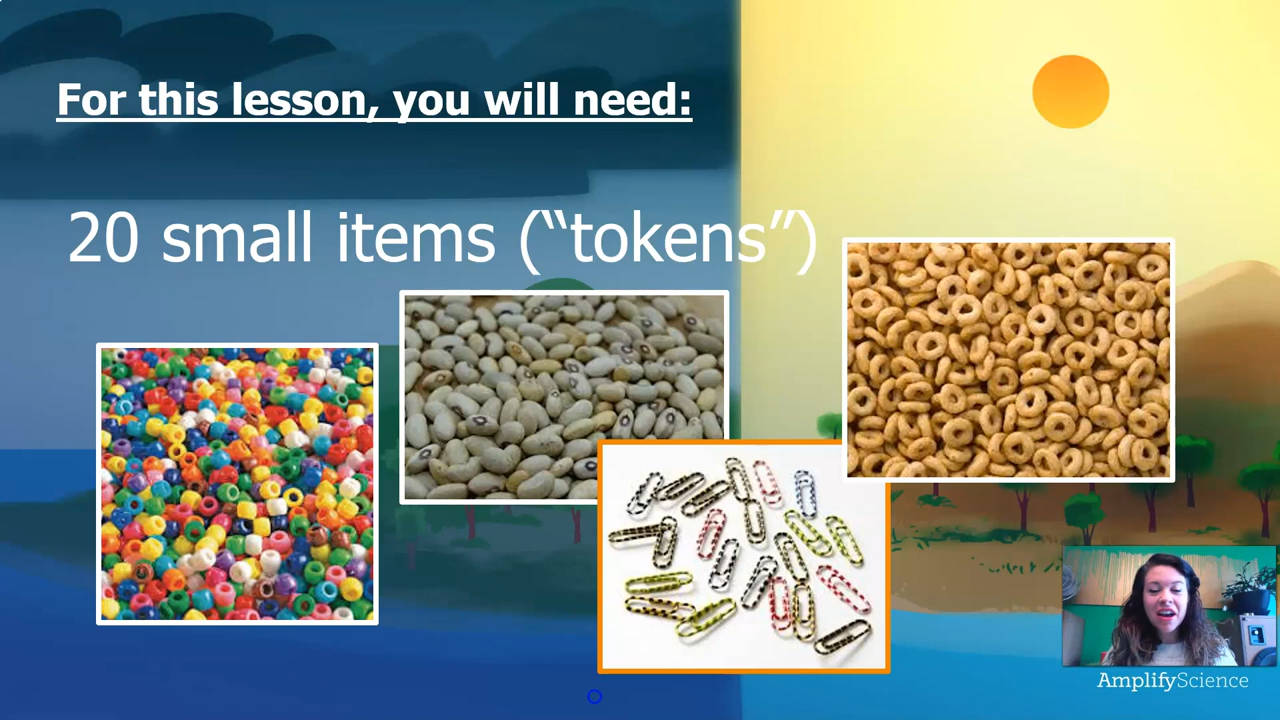 For this lesson, you will need:
20 small items (“tokens”)
AmplifyScience